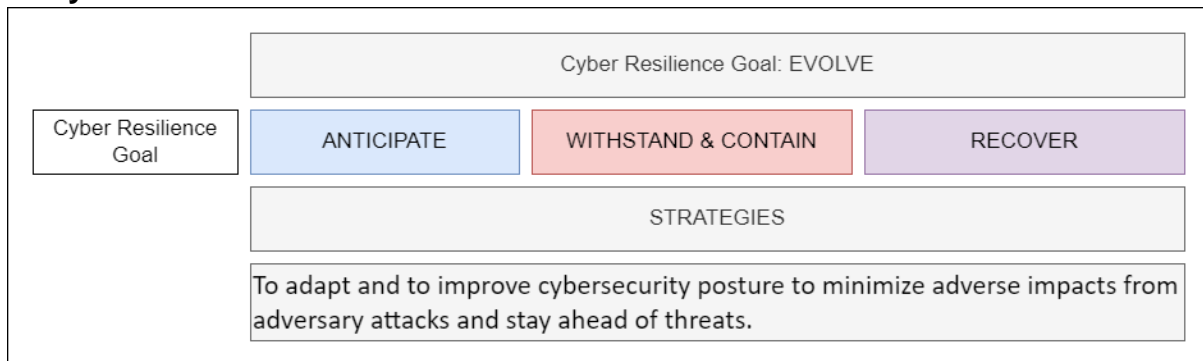 Cyber Resilience Goal: EVOLVE
Cyber Resilience
Goal
ANTICIPATE
WITHSTAND & CONTAIN
RECOVER
STRATEGIES
To adapt and to improve cybersecurity posture to minimize adverse impacts from
adversary attacks and stay ahead of threats.